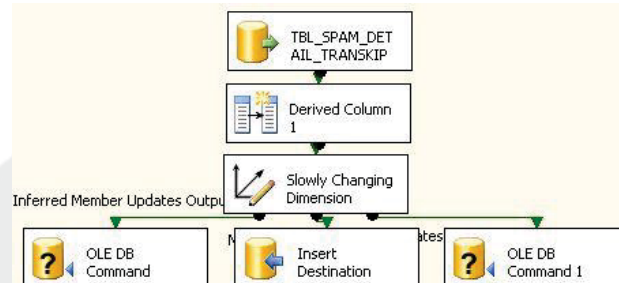 TBL_SPAM_DET
AIL_TRANSKIP
Derived Column
1
Slowly Changing
Dimension
Inferred Member Updates Outpu
OLE DB
Command
Insert
Destination
OLE DB
Command 1